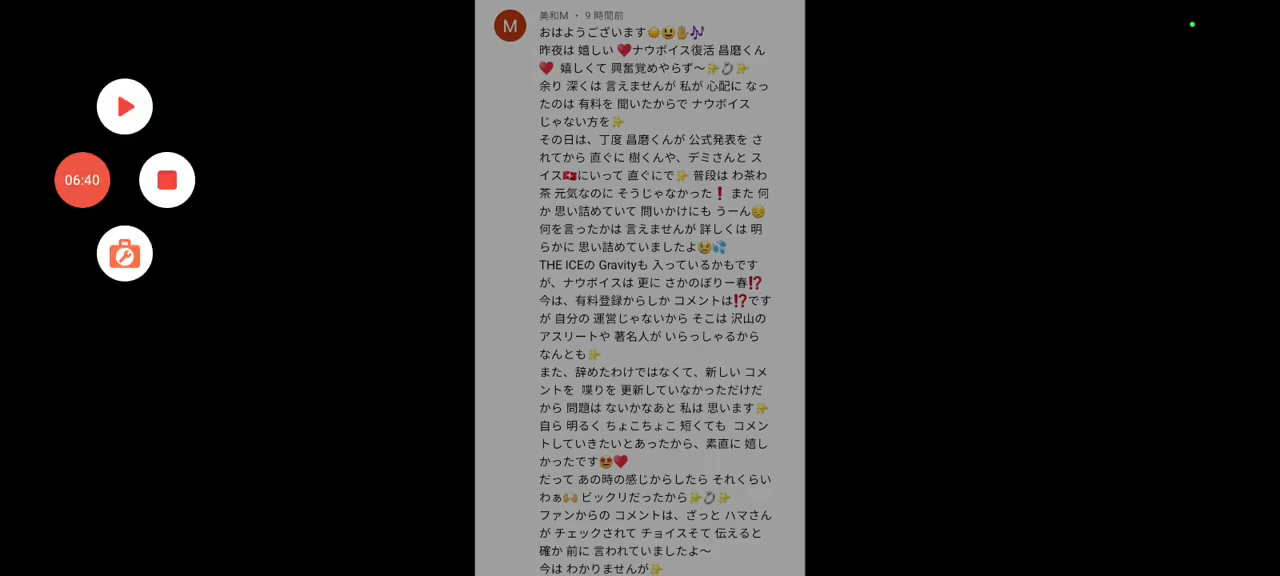 美和M ・ 9 時間前
おはようございます🌼😃✋🎶
昨夜は 嬉しい ❤️ナウボイス復活 昌磨くん
❤️ 嬉しくて 興奮覚めやらず〜✨💍✨
余り 深くは 言えませんが 私が 心配に なっ
たのは 有料を 聞いたからで ナウボイス
じゃない方を✨
その日は、丁度 昌磨くんが 公式発表を さ
れてから 直ぐに 樹くんや、デミさんと ス
イス🇨🇭にいって 直ぐにで✨ 普段は わ茶わ
茶 元気なのに そうじゃなかった❗ また 何
か 思い詰めていて 問いかけにも うーん😔
何を言ったかは 言えませんが 詳しくは 明
らかに 思い詰めていましたよ😢💦
THE ICEの Gravityも 入っているかもです
が、ナウボイスは 更に さかのぼりー春⁉️
今は、有料登録からしか コメントは⁉️です
が 自分の 運営じゃないから そこは 沢山の
アスリートや 著名人が いらっしゃるから
なんとも✨
また、辞めたわけではなくて、新しい コメ
ントを 喋りを 更新していなかっただけだ
から 問題は ないかなあと 私は 思います✨
自ら 明るく ちょこちょこ 短くても コメン
トしていきたいとあったから、素直に 嬉し
かったです😍❤️
だって あの時の感じからしたら それくらい
わぁ🙌🏼 ビックリだったから✨💍✨
ファンからの コメントは、ざっと ハマさん
が チェックされて チョイスそて 伝えると
確か 前に 言われていましたよ〜
今は わかりませんが✨
06:40